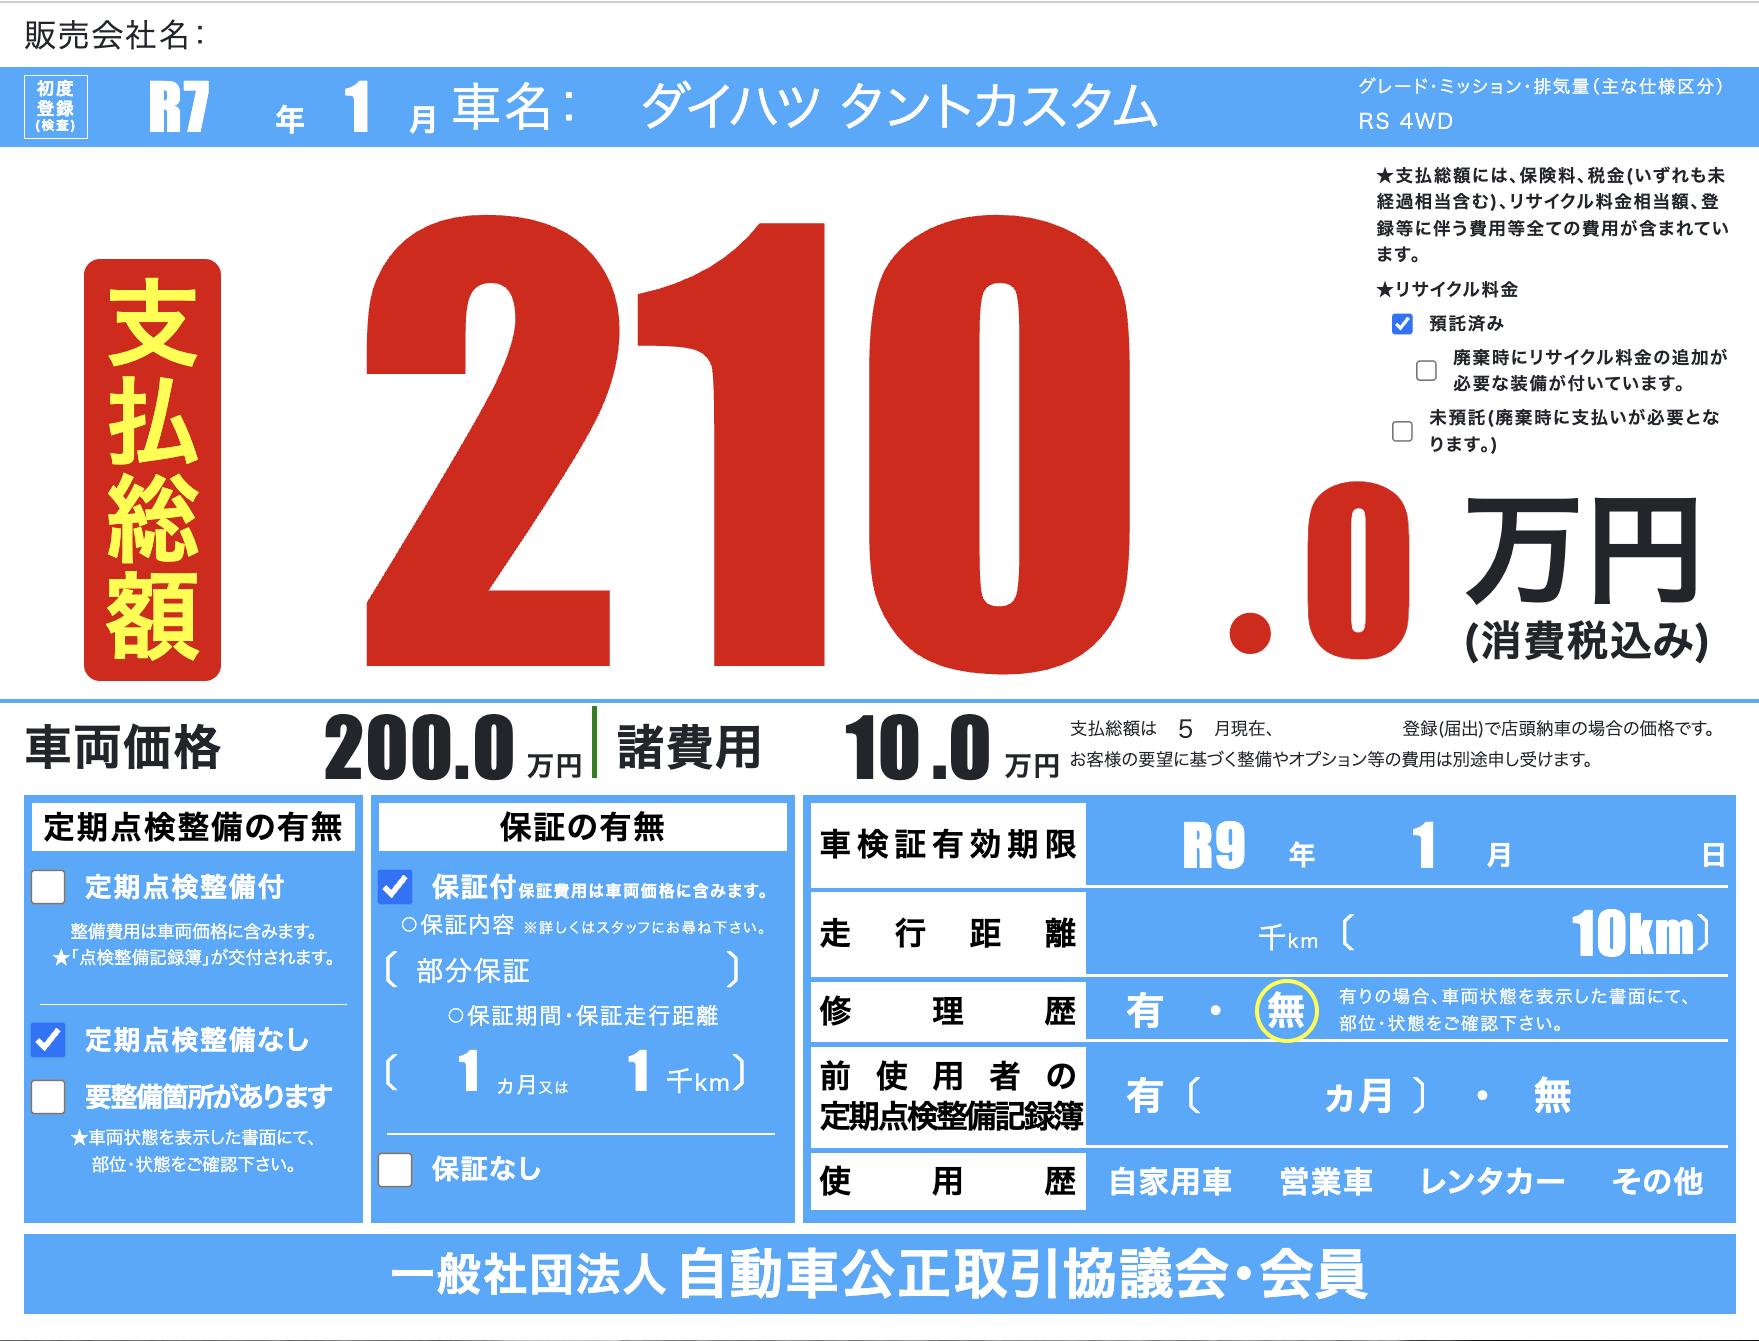 販売会社名：
初度
登録
(検査)
R7 年 1 月 車名： ダイハツ タントカスタム
グレード・ミッション・排気量（主な仕様区分）
RS 4WD
★支払総額には、保険料、税金(いずれも未
経過相当含む)、リサイクル料金相当額、登
録等に伴う費用等全ての費用が含まれてい
ます。
★リサイクル料金
預託済み
廃棄時にリサイクル料金の追加が
必要な装備が付いています。
未預託(廃棄時に支払いが必要とな
ります。)
支払総額
210.0 万円
(消費税込み)
車両価格 200.0 万円 諸費用 10.0 万円
支払総額は 5 月現在、 登録(届出)で店頭納車の場合の価格です。
お客様の要望に基づく整備やオプション等の費用は別途申し受けます。
定期点検整備の有無
定期点検整備付
整備費用は車両価格に含みます。
★「点検整備記録簿」が交付されます。
定期点検整備なし
要整備箇所があります
★車両状態を表示した書面にて、
部位・状態をご確認下さい。
保証の有無
保証付保証費用は車両価格に含みます。
○保証内容 ※詳しくはスタッフにお尋ね下さい。
〔 部分保証 〕
○保証期間・保証走行距離
〔 1 カ月又は 1 千km〕
保証なし
車検証有効期限 R9 年 1 月 日
走行距離 千km〔 10km〕
修理歴 有 ・ 無 有りの場合、車両状態を表示した書面にて、
部位・状態をご確認下さい。
前使用者の
定期点検整備記録簿 有〔 カ月 〕 ・ 無
使用歴 自家用車 営業車 レンタカー その他
一般社団法人 自動車公正取引協議会・会員